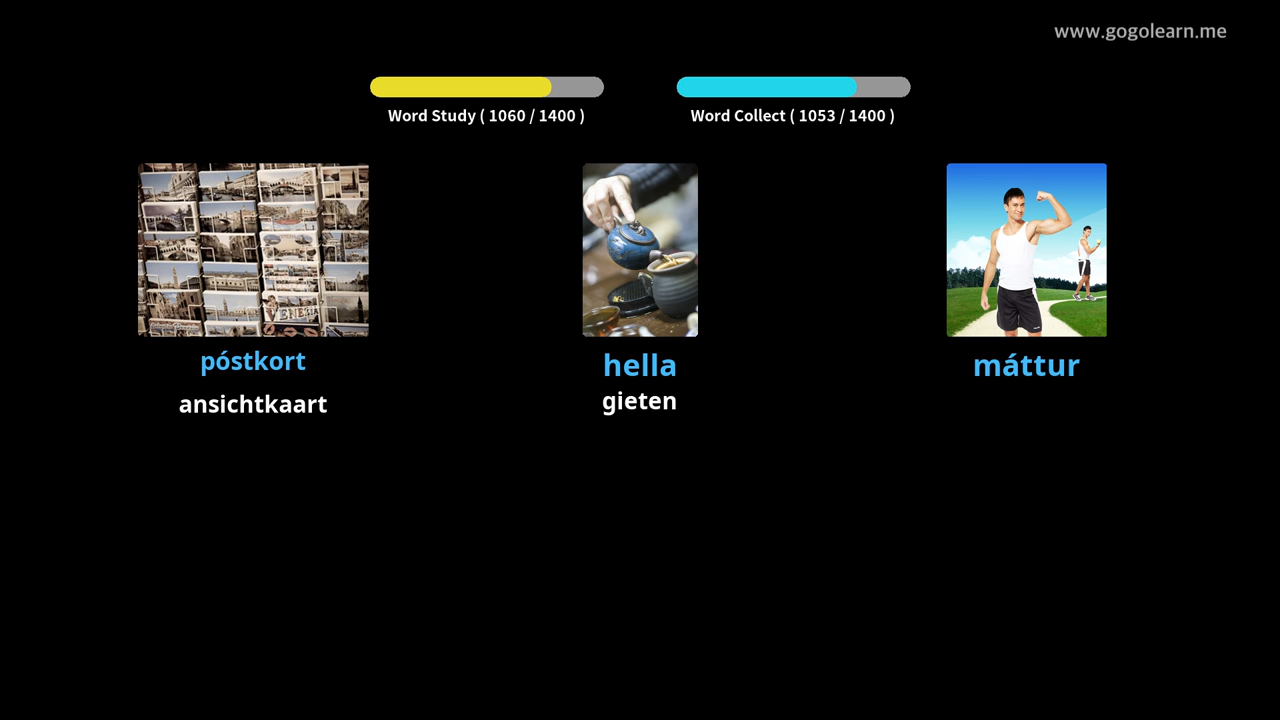 www.gogolearn.me
Word Study ( 1060 / 1400 )
Word Collect ( 1053 / 1400 )
póstkort
ansichtkaart
hella
gieten
máttur